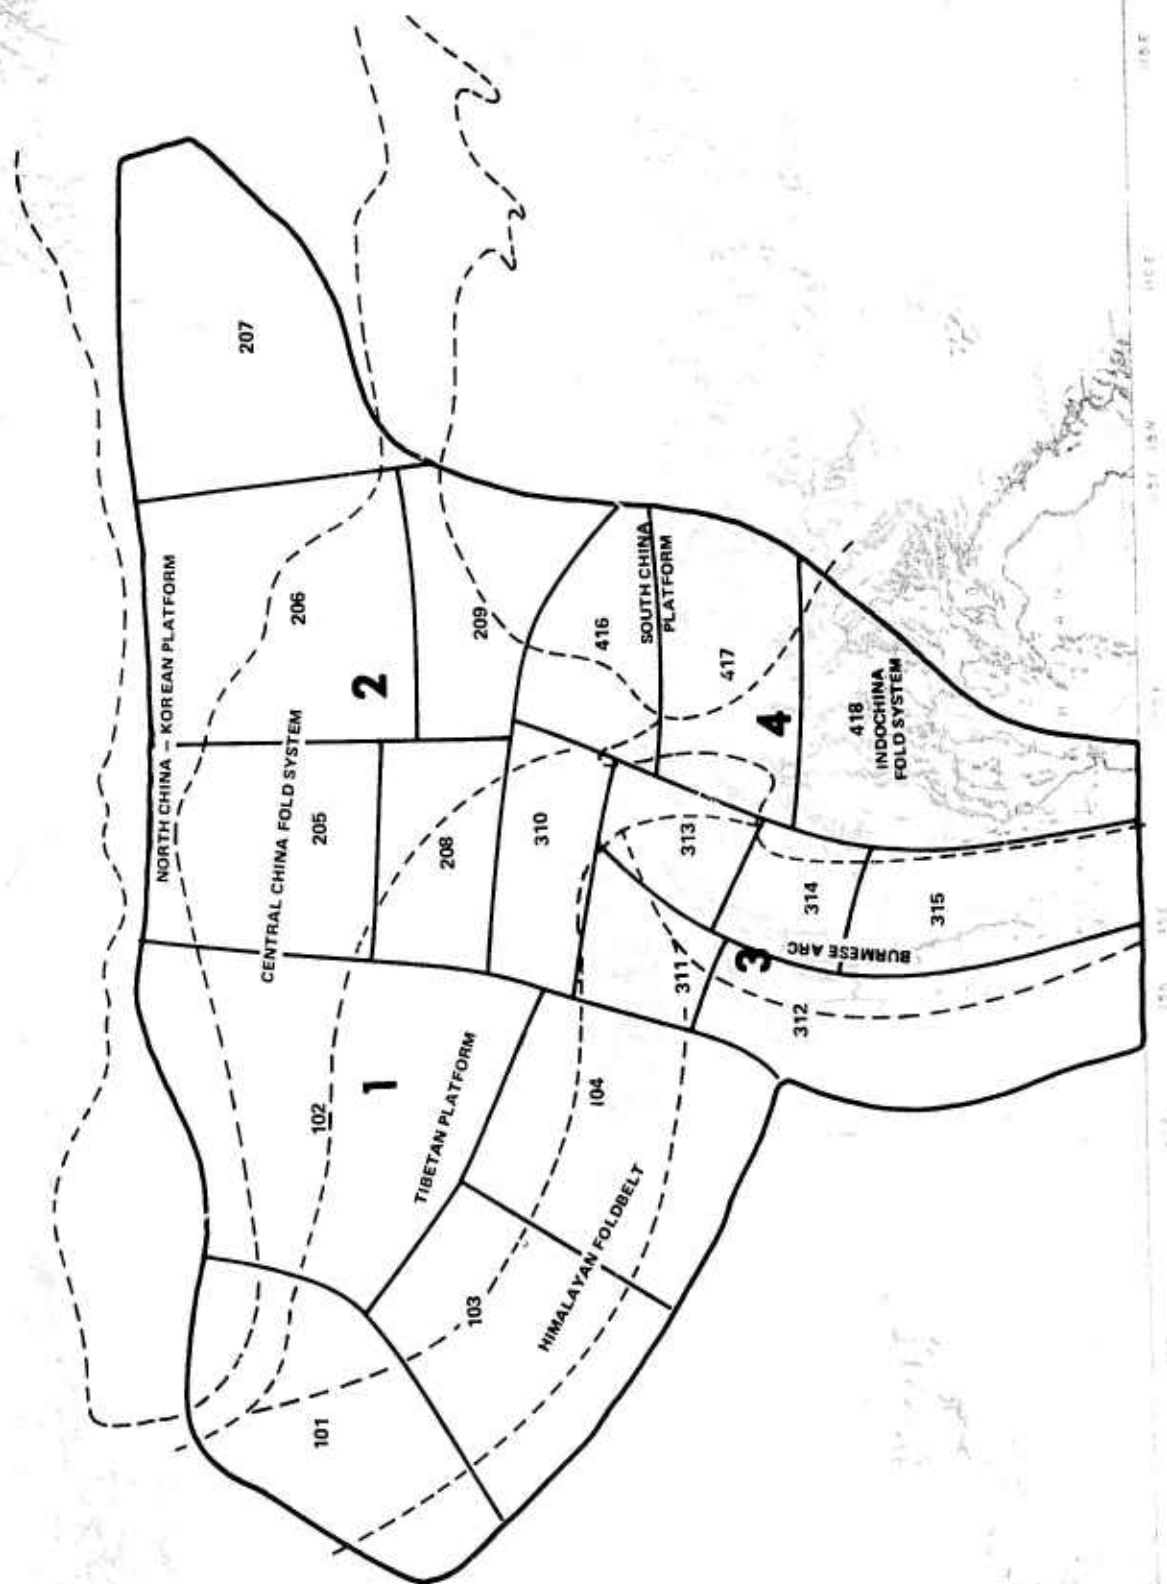 NORTH CHINA – KOREAN PLATFORM
207
206
2
209
CENTRAL CHINA FOLD SYSTEM
205
208
416
SOUTH CHINA
PLATFORM
417
4
418
INDOCHINA
FOLD SYSTEM
310
313
314
315
BURMESE ARC
3
311
312
102
1
TIBETAN PLATFORM
104
103
HIMALAYAN FOLDBELT
101